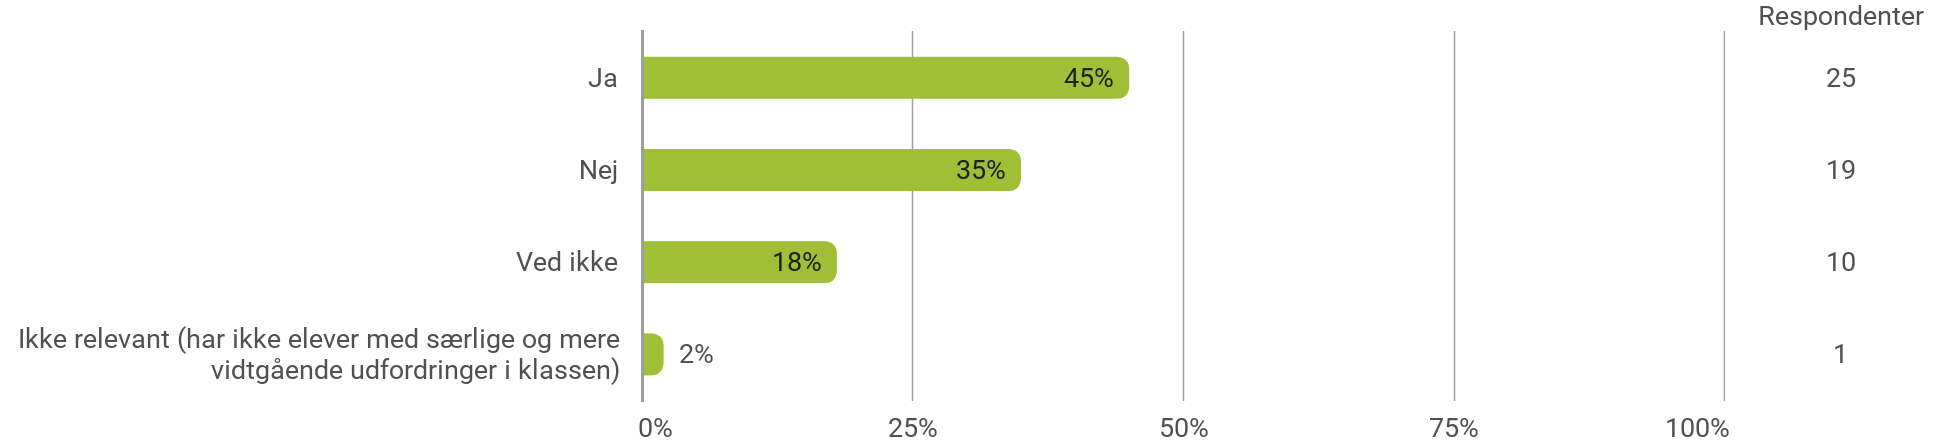 Respondenter
Ja 45% 25
Nej 35% 19
Ved ikke 18% 10
Ikke relevant (har ikke elever med særlige og mere
vidtgående udfordringer i klassen) 2% 1
0% 25% 50% 75% 100%